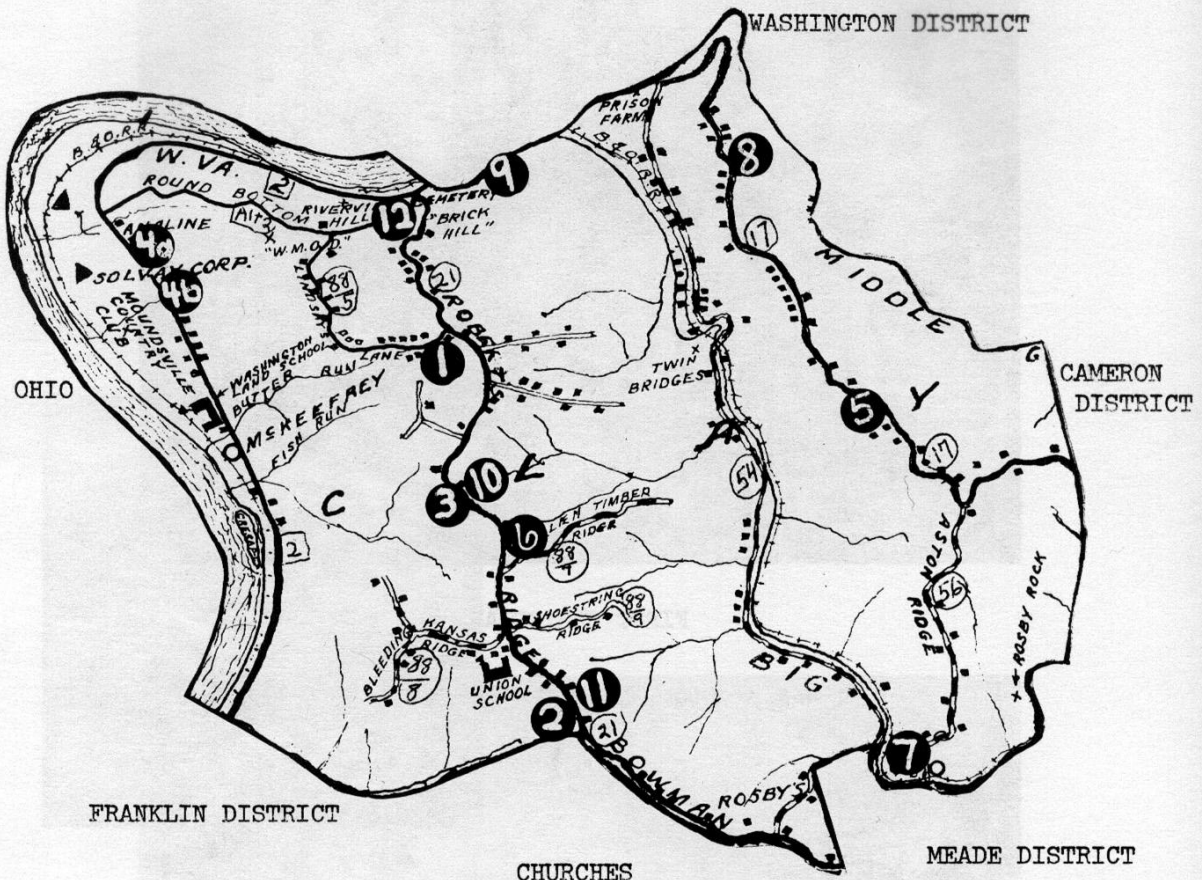 WASHINGTON DISTRICT
PRISON
FARM
B.&O.R.R.
B.&O.R.R.
W. VA.
ROUND BOTTOM
2
Alt 2
HILL
"BRICK
HILL"
"W.M.O.D."
12
9
8
17
MIDDLE
4a
SOLVAY CORP.
4b
MOUNDSVILLE
COUNTRY
CLUB
88
5
21
ROBERTS
WASHINGTON
LAND SCHOOL
BUTTER RUN
LANE
1
TWIN
BRIDGES
OHIO
MCKEEFREY
FISH RUN
G
CAMERON
DISTRICT
5
Y
17
C
3
10
L
A
54
6
TIMBER
RIDGE
88
7
2
ASTON
RIDGE
56
ROSBY ROCK
RIDGE
SHOESTRING
RIDGE
88
9
BLEEDING KANSAS
RIDGE
88
8
UNION
SCHOOL
BIG
2
11
21
BOWMAN
ROSBY'S
7
FRANKLIN DISTRICT
CHURCHES
MEADE DISTRICT